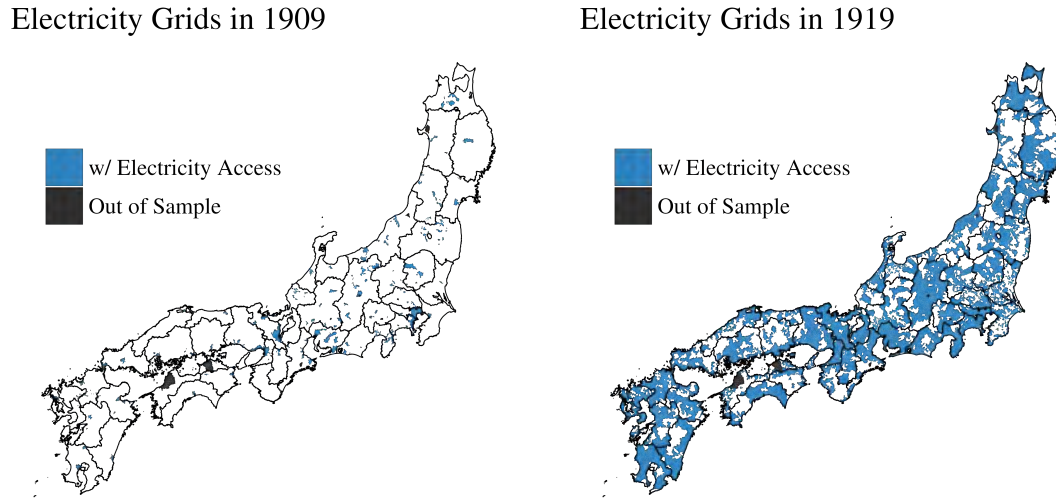 Electricity Grids in 1909
w/ Electricity Access
Out of Sample
Electricity Grids in 1919
w/ Electricity Access
Out of Sample